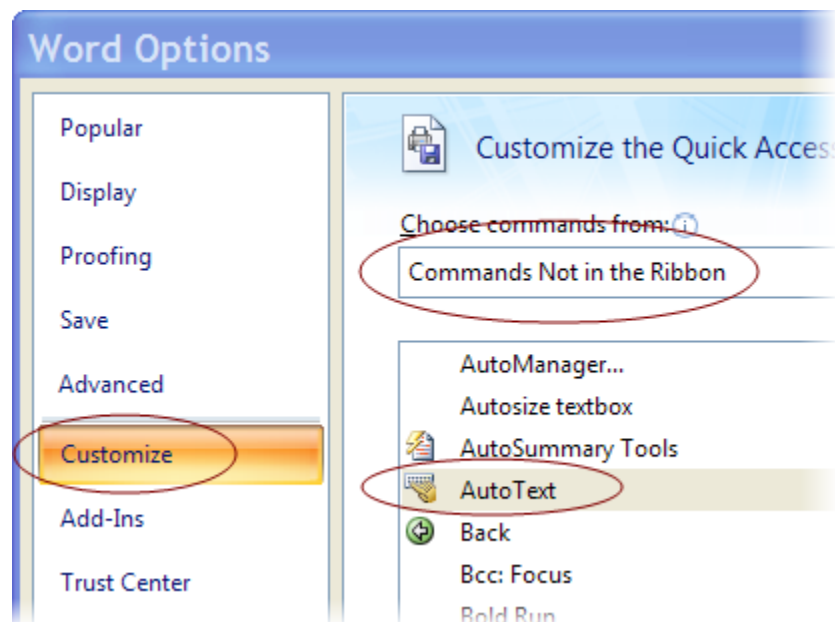 Word Options
Popular
Display
Proofing
Save
Advanced
Customize
Add-Ins
Trust Center
Customize the Quick Acces
Choose commands from:
Commands Not in the Ribbon
AutoManager...
Autosize textbox
AutoSummary Tools
AutoText
Back
Bcc: Focus
Bold Run